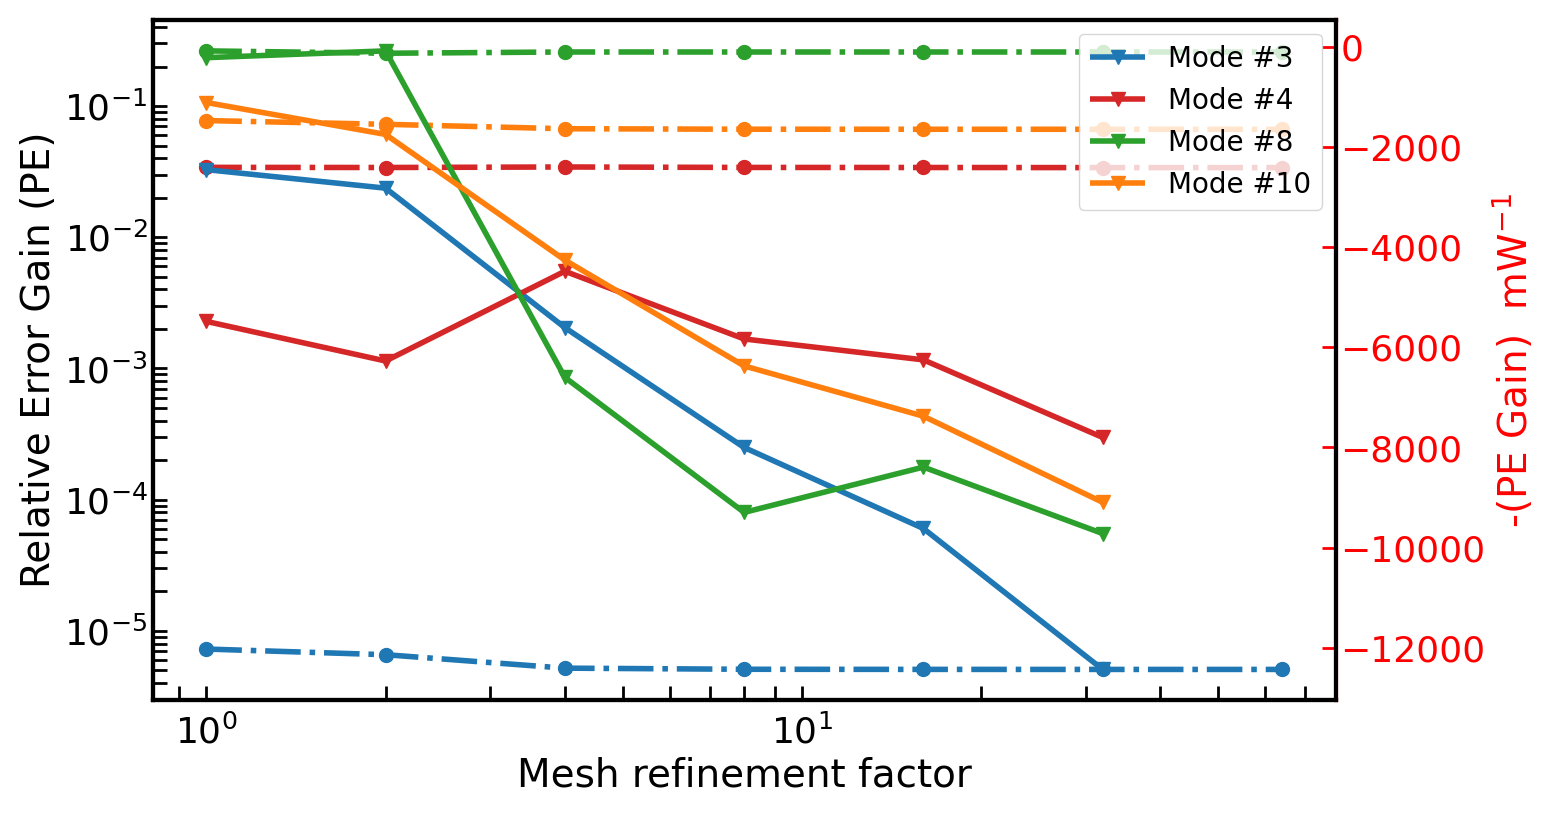 Relative Error Gain (PE)
10⁻¹
10⁻²
10⁻³
10⁻⁴
10⁻⁵
10⁰
10¹
Mesh refinement factor
Mode #3
Mode #4
Mode #8
Mode #10
0
−2000
−4000
−6000
−8000
−10000
−12000
-(PE Gain) mW⁻¹